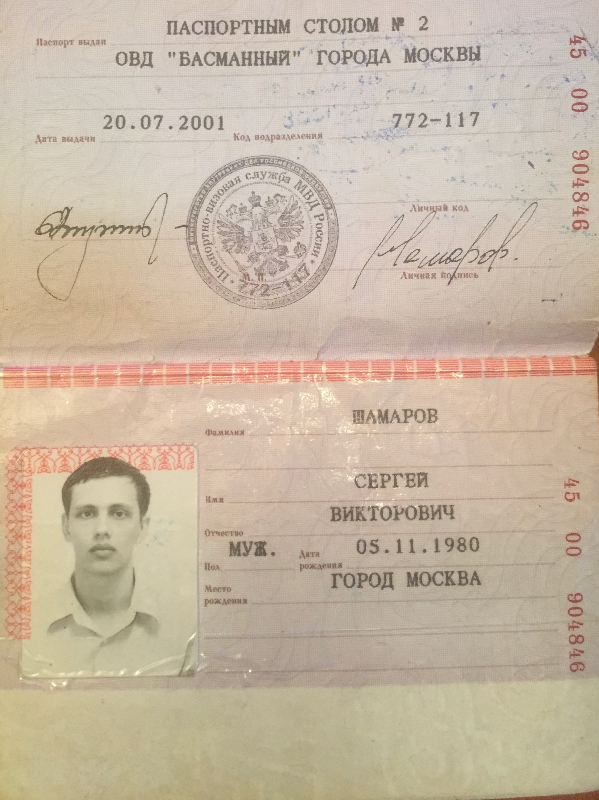 ПАСПОРТНЫМ СТОЛОМ № 2
Паспорт выдан
ОВД "БАСМАННЫЙ" ГОРОДА МОСКВЫ
45 00 904846
20.07.2001
772-117
Дата выдачи
Код подразделения
Паспортно-визовая служба МВД России
772-117
Личный код
Шамаров.
Личная подпись
ШАМАРОВ
Фамилия
СЕРГЕЙ
Имя
ВИКТОРОВИЧ
Отчество
МУЖ.
Дата рождения
05.11.1980
Пол
ГОРОД МОСКВА
Место рождения
45 00 904846